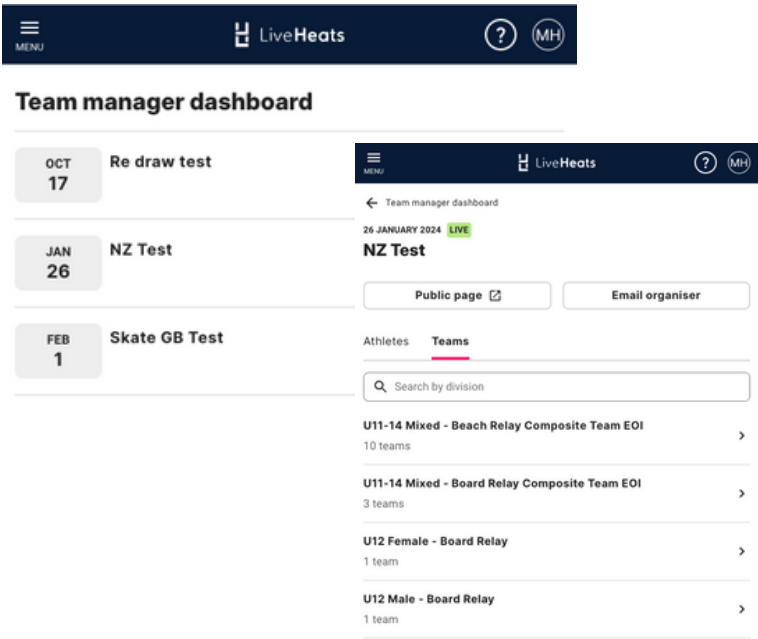 MENU
LiveHeats
?
MH
Team manager dashboard
OCT
17
Re draw test
JAN
26
NZ Test
FEB
1
Skate GB Test
MENU
LiveHeats
?
MH
Team manager dashboard
26 JANUARY 2024 LIVE
NZ Test
Public page
Email organiser
Athletes
Teams
Search by division
U11-14 Mixed - Beach Relay Composite Team EOI
10 teams
U11-14 Mixed - Board Relay Composite Team EOI
3 teams
U12 Female - Board Relay
1 team
U12 Male - Board Relay
1 team